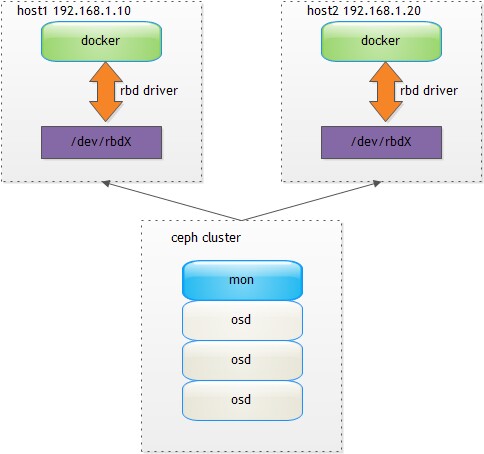 host1 192.168.1.10
docker
rbd driver
/dev/rbdX
host2 192.168.1.20
docker
rbd driver
/dev/rbdX
ceph cluster
mon
osd
osd
osd